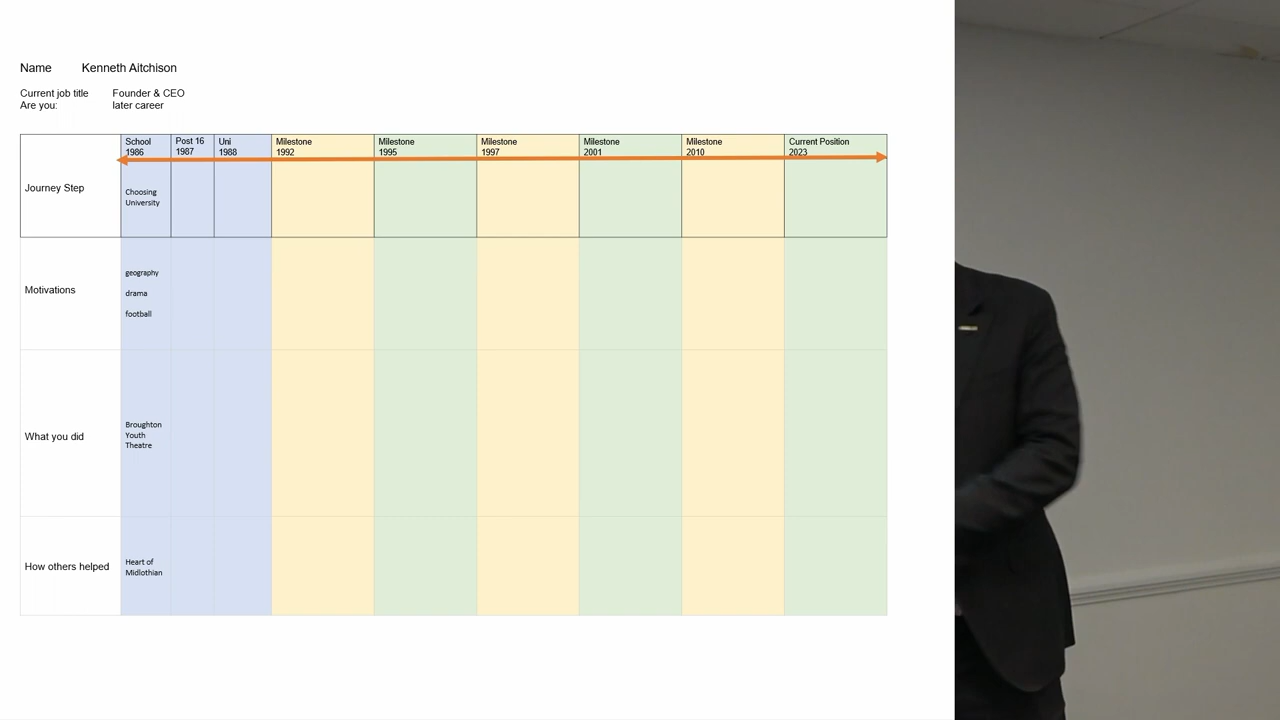 Name Kenneth Aitchison
Current job title Founder & CEO
Are you: later career
School Post 16 Uni Milestone Milestone Milestone Milestone Milestone Current Position
1986 1987 1988 1992 1995 1997 2001 2010 2023
Journey Step
Choosing
University
Motivations
geography
drama
football
What you did
Broughton
Youth
Theatre
How others helped
Heart of
Midlothian